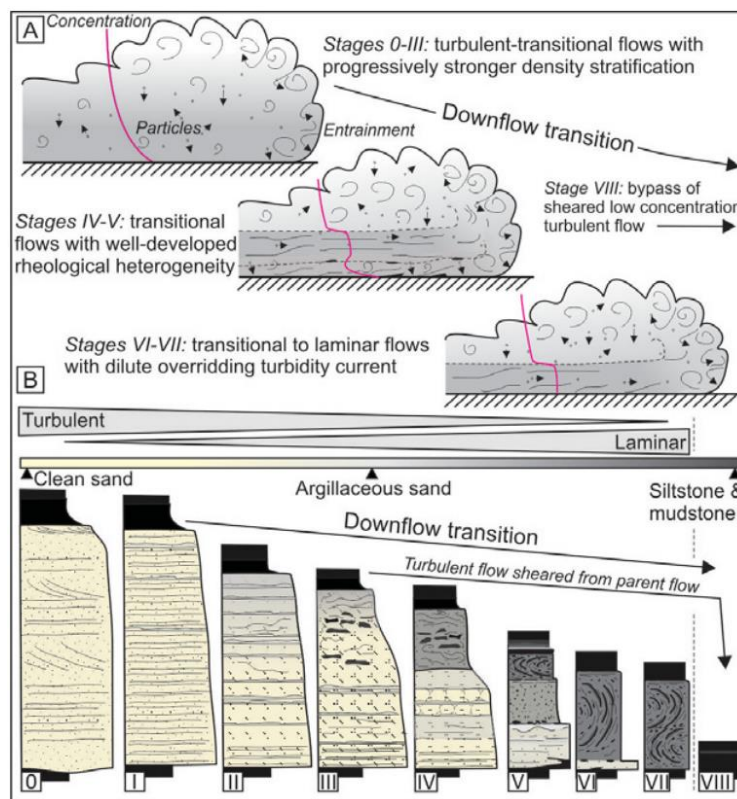 A
Concentration
Stages 0-III: turbulent-transitional flows with
progressively stronger density stratification
Particles
Entrainment
Downflow transition
Stages IV-V: transitional
flows with well-developed
rheological heterogeneity
Stage VIII: bypass of
sheared low concentration
turbulent flow
Stages VI-VII: transitional to laminar flows
with dilute overridding turbidity current
B
Turbulent
Laminar
Clean sand
Argillaceous sand
Siltstone &
mudstone
Downflow transition
Turbulent flow sheared from parent flow
0
I
II
III
IV
V
VI
VII
VIII